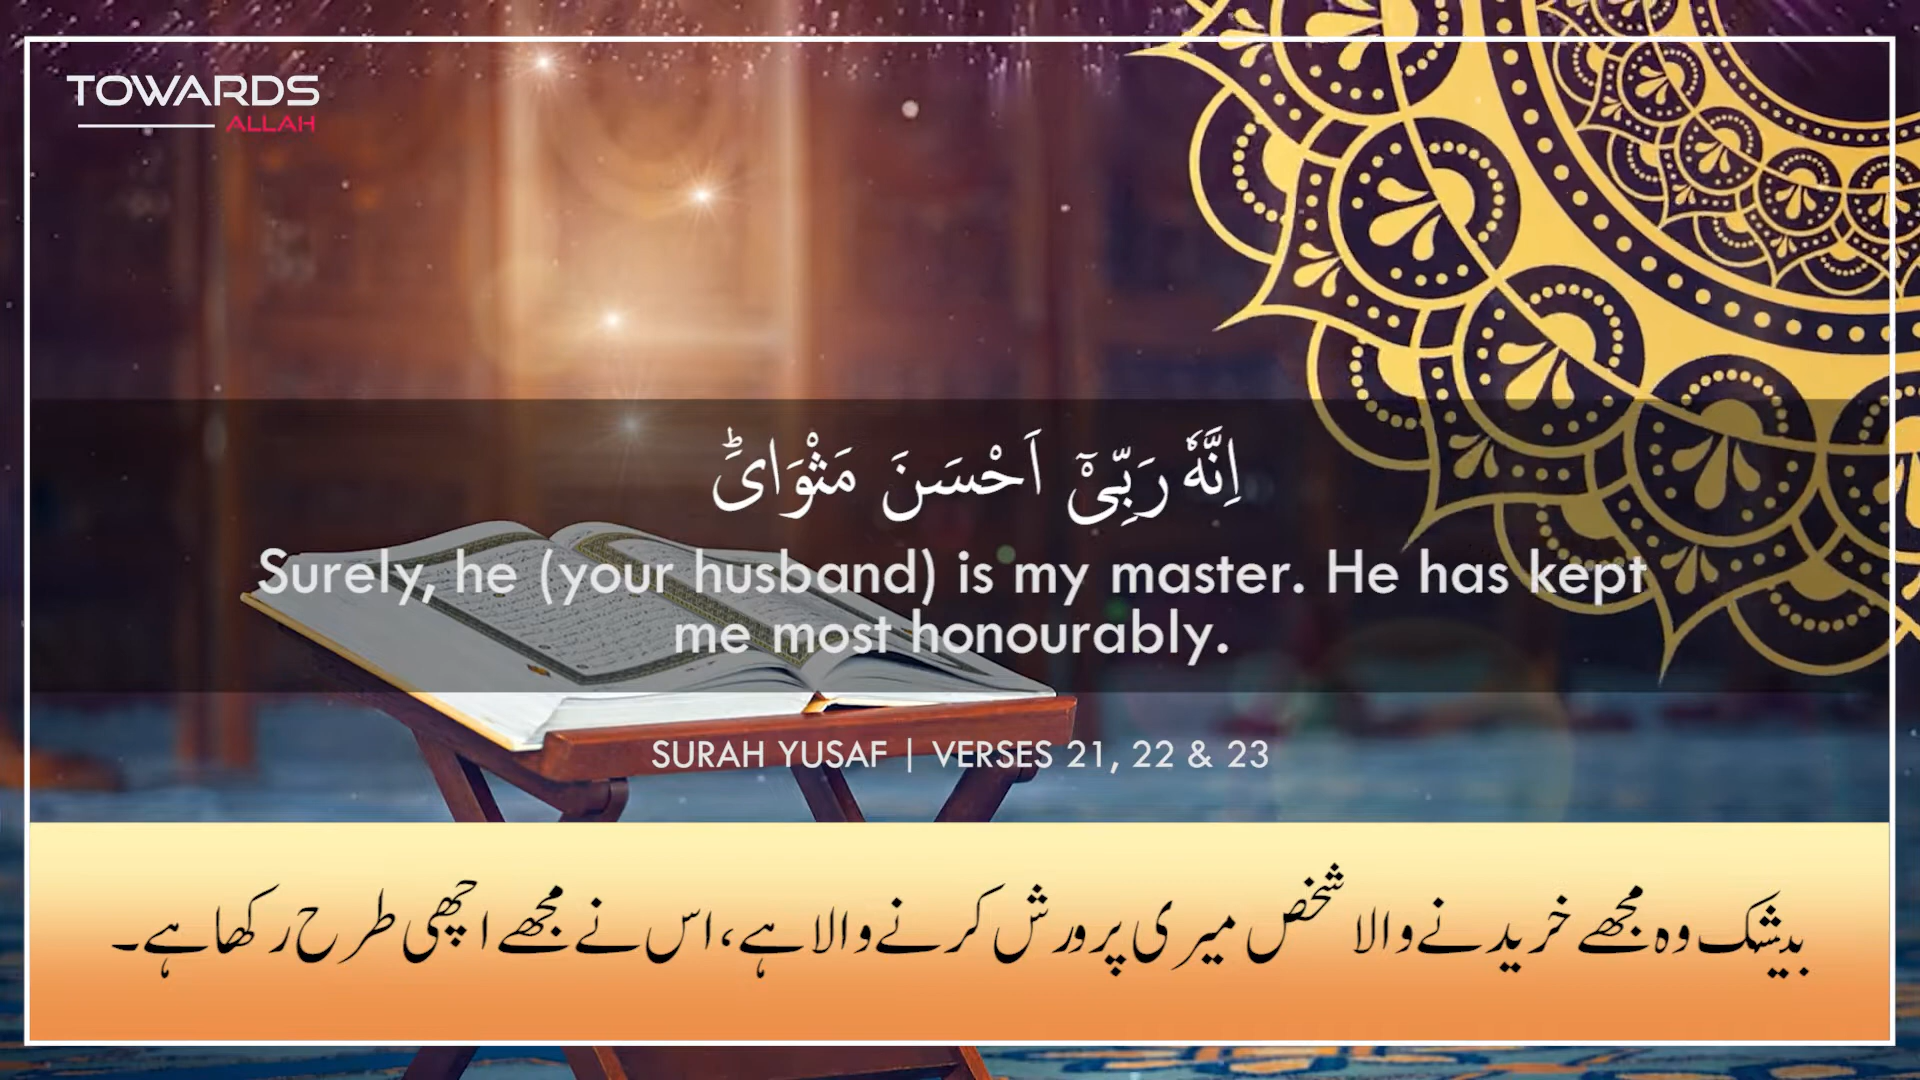 TOWARDS
ALLAH
اِنَّهٗ رَبِّیْۤ اَحْسَنَ مَثْوَایَؕ
Surely, he (your husband) is my master. He has kept
me most honourably.
SURAH YUSAF | VERSES 21, 22 & 23
بیشک وہ مجھے خریدنے والا شخص میری پرورش کرنے والا ہے، اس نے مجھے اچھی طرح رکھا ہے۔